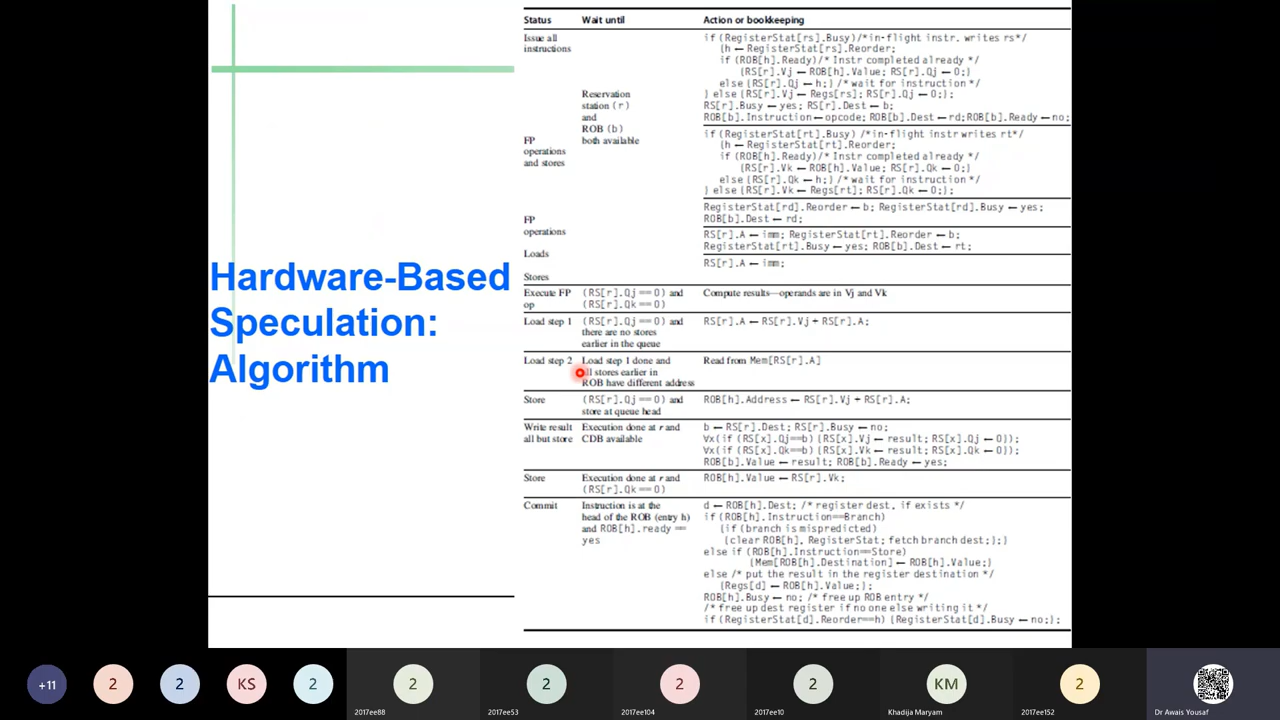 Hardware-Based
Speculation:
Algorithm
Status Wait until Action or bookkeeping
Issue all
instructions
Reservation
station (r)
and
ROB (b)
both available
if (RegisterStat[rs].Busy)/*in-flight instr. writes rs*/
{h ← RegisterStat[rs].Reorder;
if (ROB[h].Ready)/* Instr completed already */
{RS[r].Vj ← ROB[h].Value; RS[r].Qj ← 0;}
else {RS[r].Qj ← h;} /* wait for instruction */
} else {RS[r].Vj ← Regs[rs]; RS[r].Qj ← 0;};
RS[r].Busy ← yes; RS[r].Dest ← b;
ROB[b].Instruction ← opcode; ROB[b].Dest ← rd;ROB[b].Ready ← no;
FP
operations
and stores
if (RegisterStat[rt].Busy) /*in-flight instr writes rt*/
{h ← RegisterStat[rt].Reorder;
if (ROB[h].Ready)/* Instr completed already */
{RS[r].Vk ← ROB[h].Value; RS[r].Qk ← 0;}
else {RS[r].Qk ← h;} /* wait for instruction */
} else {RS[r].Vk ← Regs[rt]; RS[r].Qk ← 0;};
FP
operations
RegisterStat[rd].Reorder ← b; RegisterStat[rd].Busy ← yes;
ROB[b].Dest ← rd;
Loads
RS[r].A ← imm; RegisterStat[rt].Reorder ← b;
RegisterStat[rt].Busy ← yes; ROB[b].Dest ← rt;
Stores
RS[r].A ← imm;
Execute FP
op
(RS[r].Qj == 0) and
(RS[r].Qk == 0)
Compute results—operands are in Vj and Vk
Load step 1
(RS[r].Qj == 0) and
there are no stores
earlier in the queue
RS[r].A ← RS[r].Vj + RS[r].A;
Load step 2
Load step 1 done and
all stores earlier in
ROB have different address
Read from Mem[RS[r].A]
Store
(RS[r].Qj == 0) and
store at queue head
ROB[h].Address ← RS[r].Vj + RS[r].A;
Write result
all but store
Execution done at r and
CDB available
b ← RS[r].Dest; RS[r].Busy ← no;
∀x(if (RS[x].Qj==b) {RS[x].Vj ← result; RS[x].Qj ← 0});
∀x(if (RS[x].Qk==b) {RS[x].Vk ← result; RS[x].Qk ← 0});
ROB[b].Value ← result; ROB[b].Ready ← yes;
Store
Execution done at r and
(RS[r].Qk == 0)
ROB[h].Value ← RS[r].Vk;
Commit
Instruction is at the
head of the ROB (entry h)
and ROB[h].ready ==
yes
d ← ROB[h].Dest; /* register dest, if exists */
if (ROB[h].Instruction==Branch)
{if (branch is mispredicted)
{clear ROB[h], RegisterStat; fetch branch dest;};}
else if (ROB[h].Instruction==Store)
{Mem[ROB[h].Destination] ← ROB[h].Value;}
else /* put the result in the register destination */
{Regs[d] ← ROB[h].Value;};
ROB[h].Busy ← no; /* free up ROB entry */
/* free up dest register if no one else writing it */
if (RegisterStat[d].Reorder==h) {RegisterStat[d].Busy ← no;};
+11 2 2 KS 2 2 2 2 2 KM 2
2017ee88 2017ee53 2017ee104 2017ee10 Khadija Maryam 2017ee152 Dr Awais Yousaf